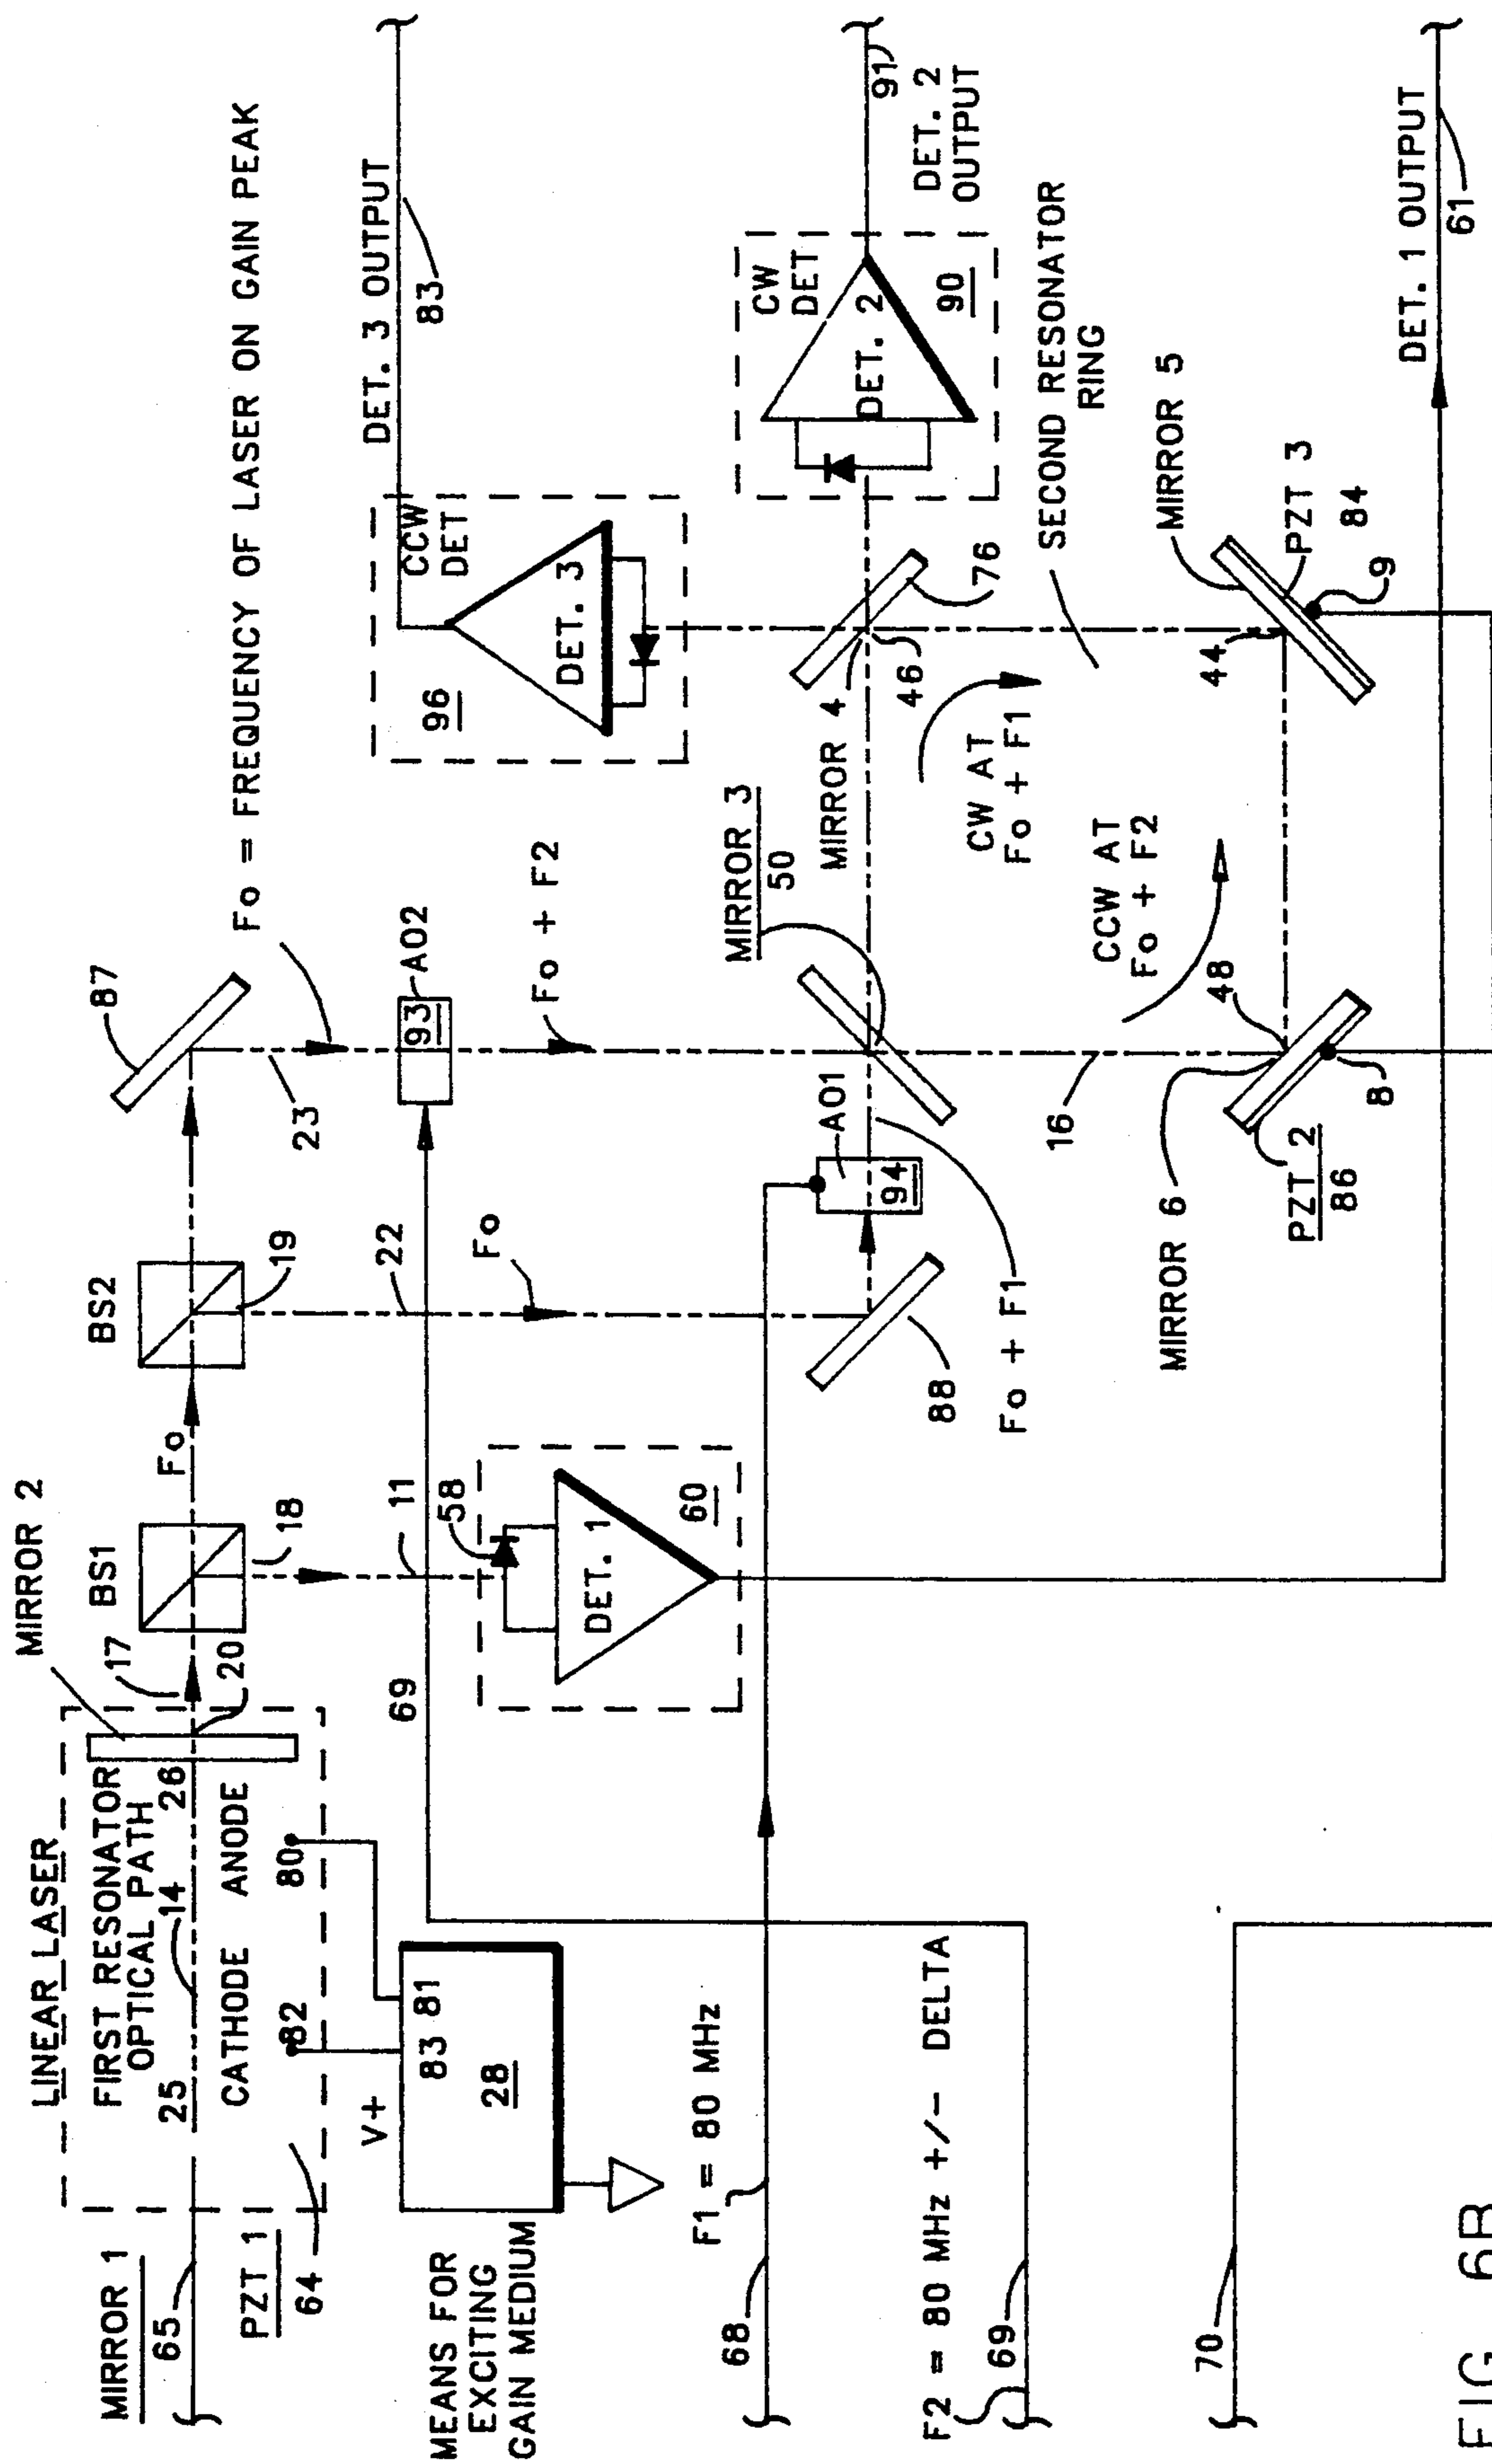 MIRROR 1
65
PZT 1
64
LINEAR LASER
FIRST RESONATOR
OPTICAL PATH
25
14
26
CATHODE
ANODE
82
80
MIRROR 2
17
20
BS1
18
Fo
BS2
19
87
23
Fo = FREQUENCY OF LASER ON GAIN PEAK
MEANS FOR
EXCITING
GAIN MEDIUM
V+
83
81
28
69
11
58
DET. 1
60
22
Fo
93
AO2
Fo + F2
96
CCW
DET
DET. 3
DET. 3 OUTPUT
83
68
F1 = 80 MHz
88
94
AO1
Fo + F1
MIRROR 3
50
MIRROR 4
46
76
CW
DET
DET. 2
90
91
DET. 2
OUTPUT
CW AT
Fo + F1
SECOND RESONATOR
RING
F2 = 80 MHz +/- DELTA
69
16
CCW AT
Fo + F2
MIRROR 6
48
44
MIRROR 5
PZT 2
86
8
PZT 3
84
9
70
DET. 1 OUTPUT
61
FIG. 6B